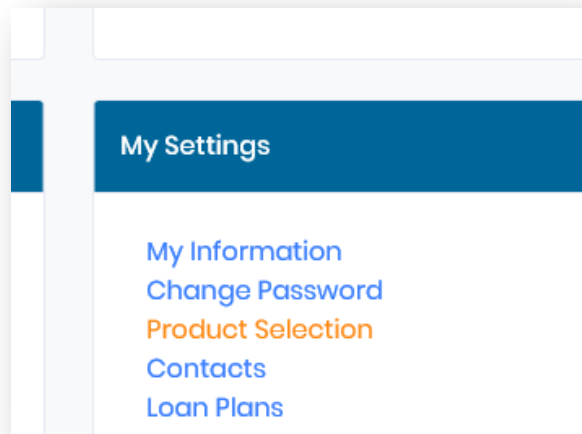 My Settings
My Information
Change Password
Product Selection
Contacts
Loan Plans